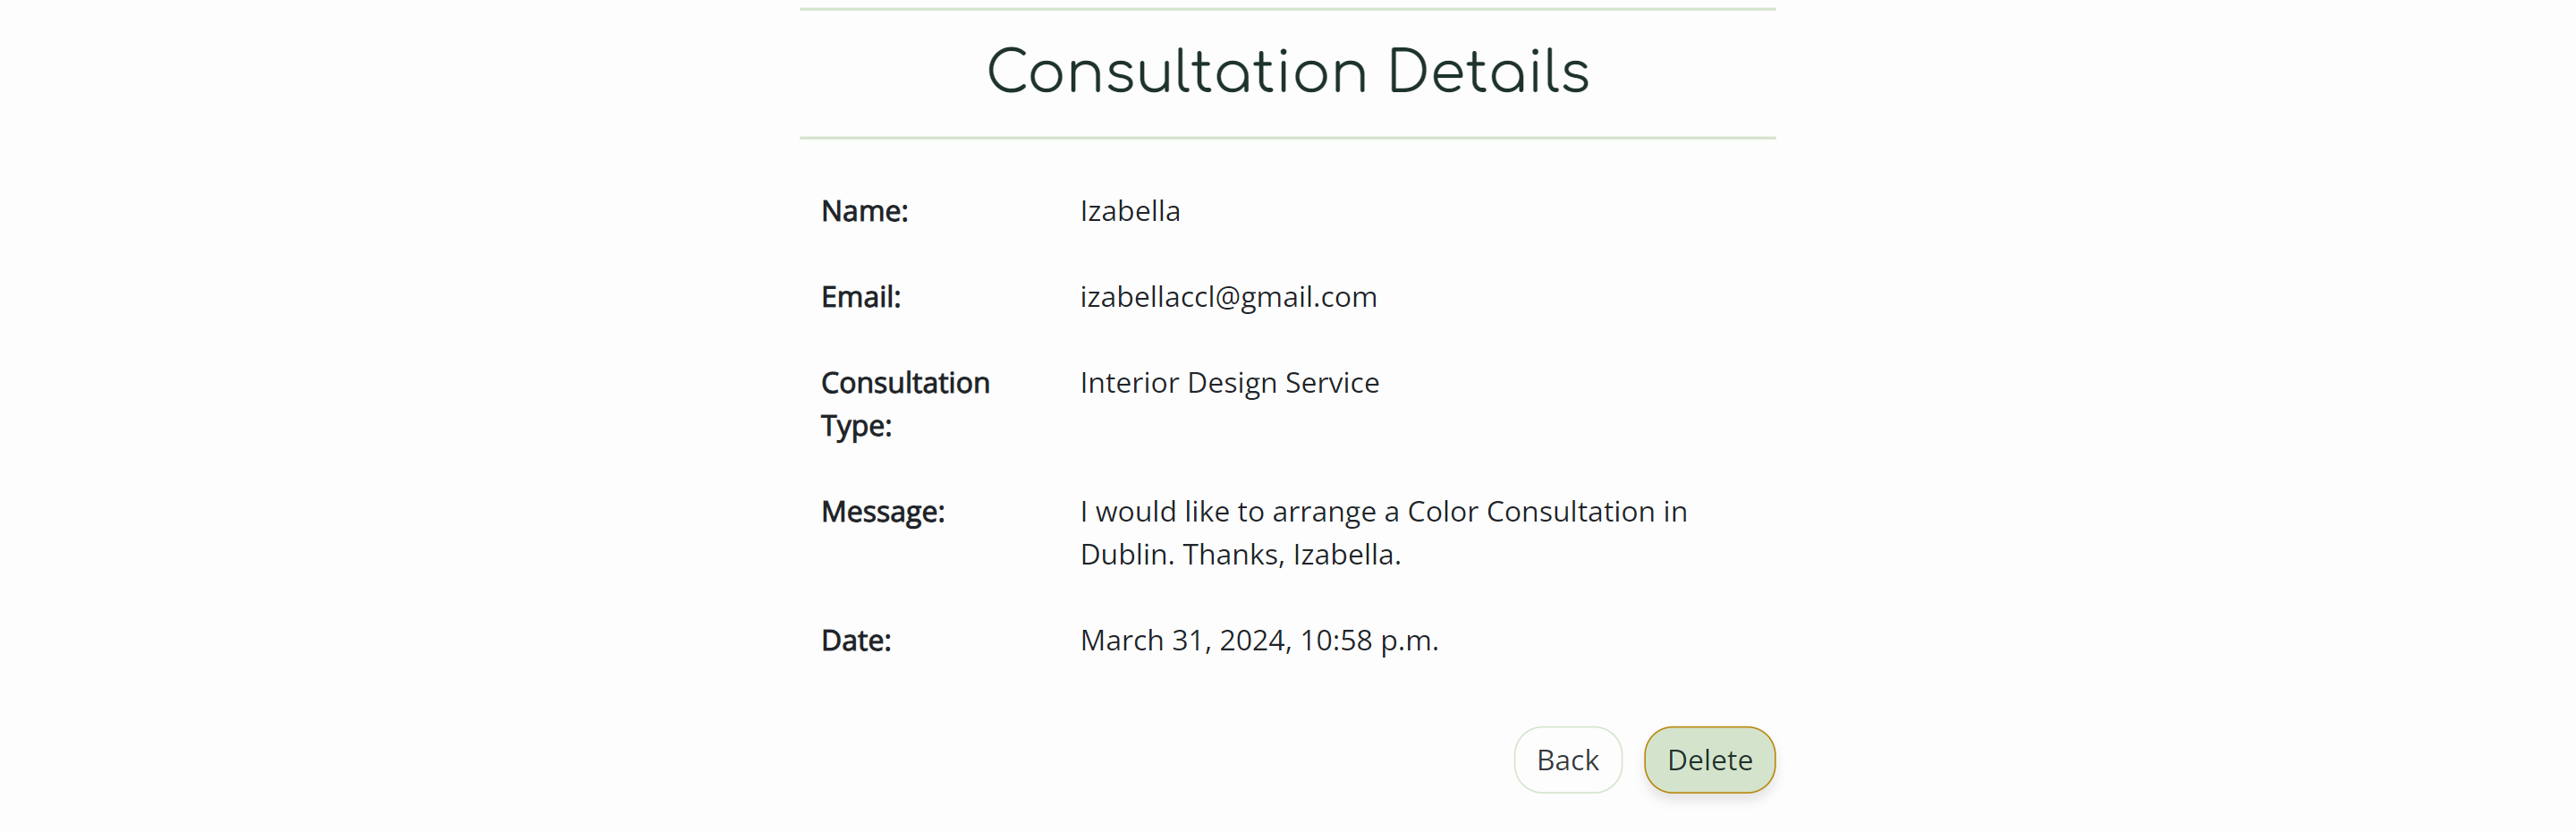 Consultation Details
Name: Izabella
Email: izabellaccl@gmail.com
Consultation Interior Design Service
Type:
Message: I would like to arrange a Color Consultation in
Dublin. Thanks, Izabella.
Date: March 31, 2024, 10:58 p.m.
Back Delete